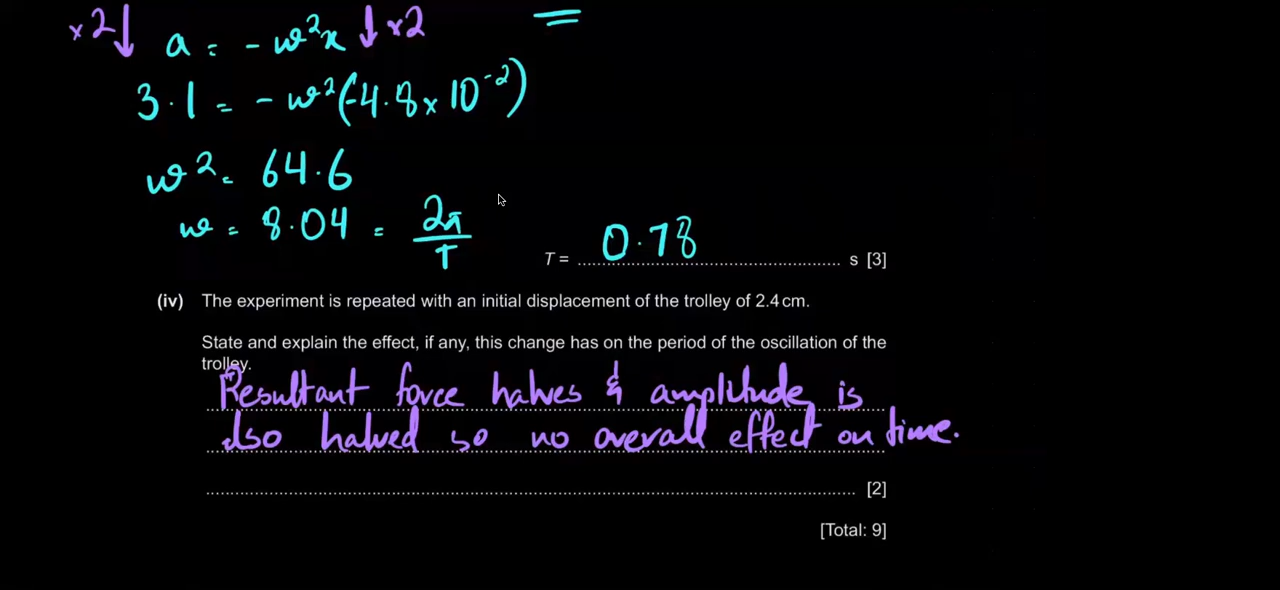 ×2↓ a = - ω²x ↓×2
3.1 = - ω²(-4.8 × 10⁻²)
ω² = 64.6
ω = 8.04 = 2π/T
T = 0.78 s [3]
(iv) The experiment is repeated with an initial displacement of the trolley of 2.4 cm.
State and explain the effect, if any, this change has on the period of the oscillation of the
trolley.
Resultant force halves & amplitude is
also halved so no overall effect on time.
[2]
[Total: 9]